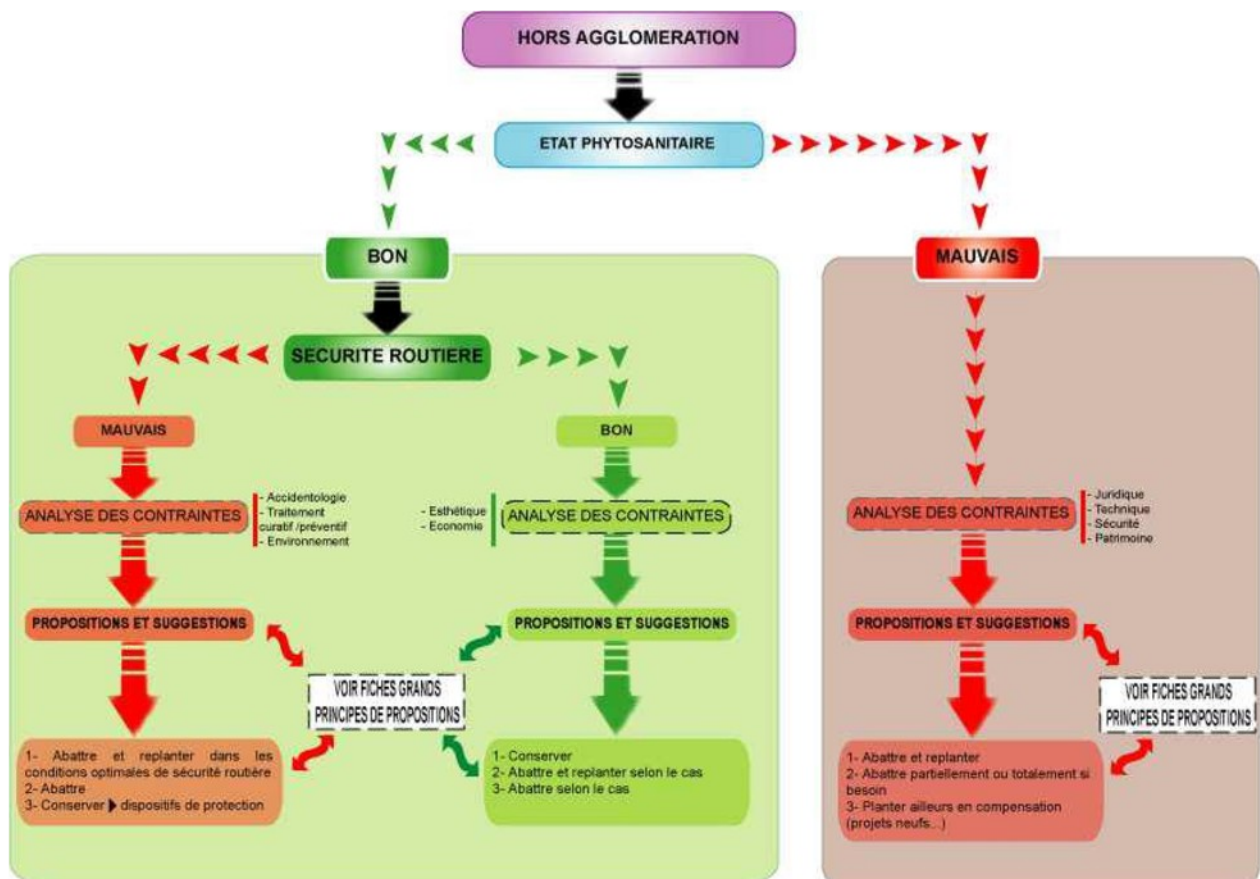 HORS AGGLOMERATION
ETAT PHYTOSANITAIRE
BON
MAUVAIS
SECURITE ROUTIERE
MAUVAIS
BON
ANALYSE DES CONTRAINTES
- Accidentologie
- Traitement
curatif /préventif
- Environnement
- Esthétique
- Economie
ANALYSE DES CONTRAINTES
ANALYSE DES CONTRAINTES
- Juridique
- Technique
- Sécurité
- Patrimoine
PROPOSITIONS ET SUGGESTIONS
PROPOSITIONS ET SUGGESTIONS
PROPOSITIONS ET SUGGESTIONS
VOIR FICHES GRANDS
PRINCIPES DE PROPOSITIONS
VOIR FICHES GRANDS
PRINCIPES DE PROPOSITIONS
1- Abattre et replanter dans les
conditions optimales de sécurité routière
2- Abattre
3- Conserver dispositifs de protection
1- Conserver
2- Abattre et replanter selon le cas
3- Abattre selon le cas
1- Abattre et replanter
2- Abattre partiellement ou totalement si
besoin
3- Planter ailleurs en compensation
(projets neufs...)